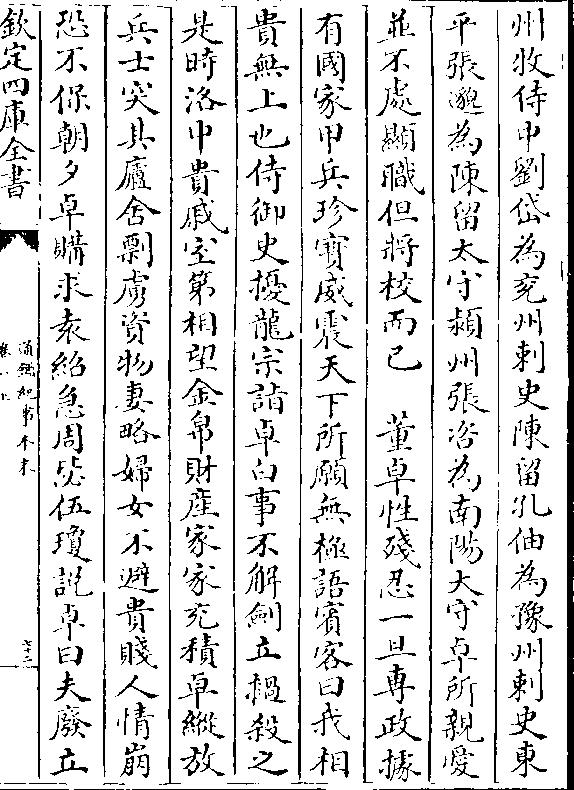 州牧侍中劉岱為兖州刺史陳留孔伷為豫州刺史東
平張邈為陳留太守潁州張咨為南陽太守卓所親愛
並不處顯職但將校而已　董卓性殘忍一旦專政據
有國家甲兵珍寶威震天下所願無極語賓客曰我相
貴無上也侍御史擾龍宗詣卓白事不解劍立檛殺之
是時洛中貴戚室第相望金帛財産家家充積卓縱放
兵士突其廬舍剽虜資物妻略婦女不避貴賤人情崩
恐不保朝夕卓購求袁紹急周毖伍瓊説卓曰夫廢立
欽定四庫全書
通鑑紀事本末
卷八上
七十二